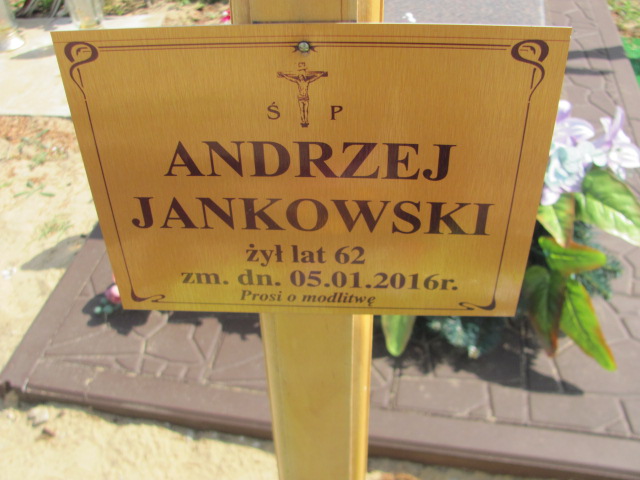 Ś P
ANDRZEJ
JANKOWSKI
żył lat 62
zm. dn. 05.01.2016r.
Prosi o modlitwę